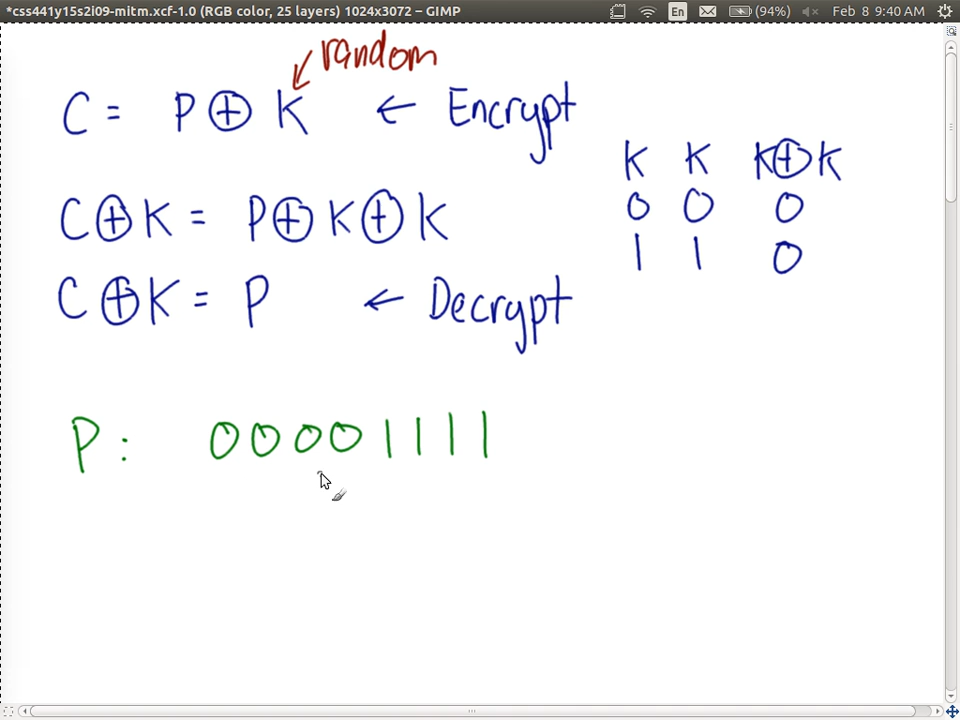 *css441y15s2i09-mitm.xcf-1.0 (RGB color, 25 layers) 1024x3072 – GIMP En (94%) Feb 8 9:40 AM
random
C = P ⊕ K ← Encrypt
C ⊕ K = P ⊕ K ⊕ K
C ⊕ K = P ← Decrypt
K K K⊕K
0 0 0
1 1 0
P : 00001111